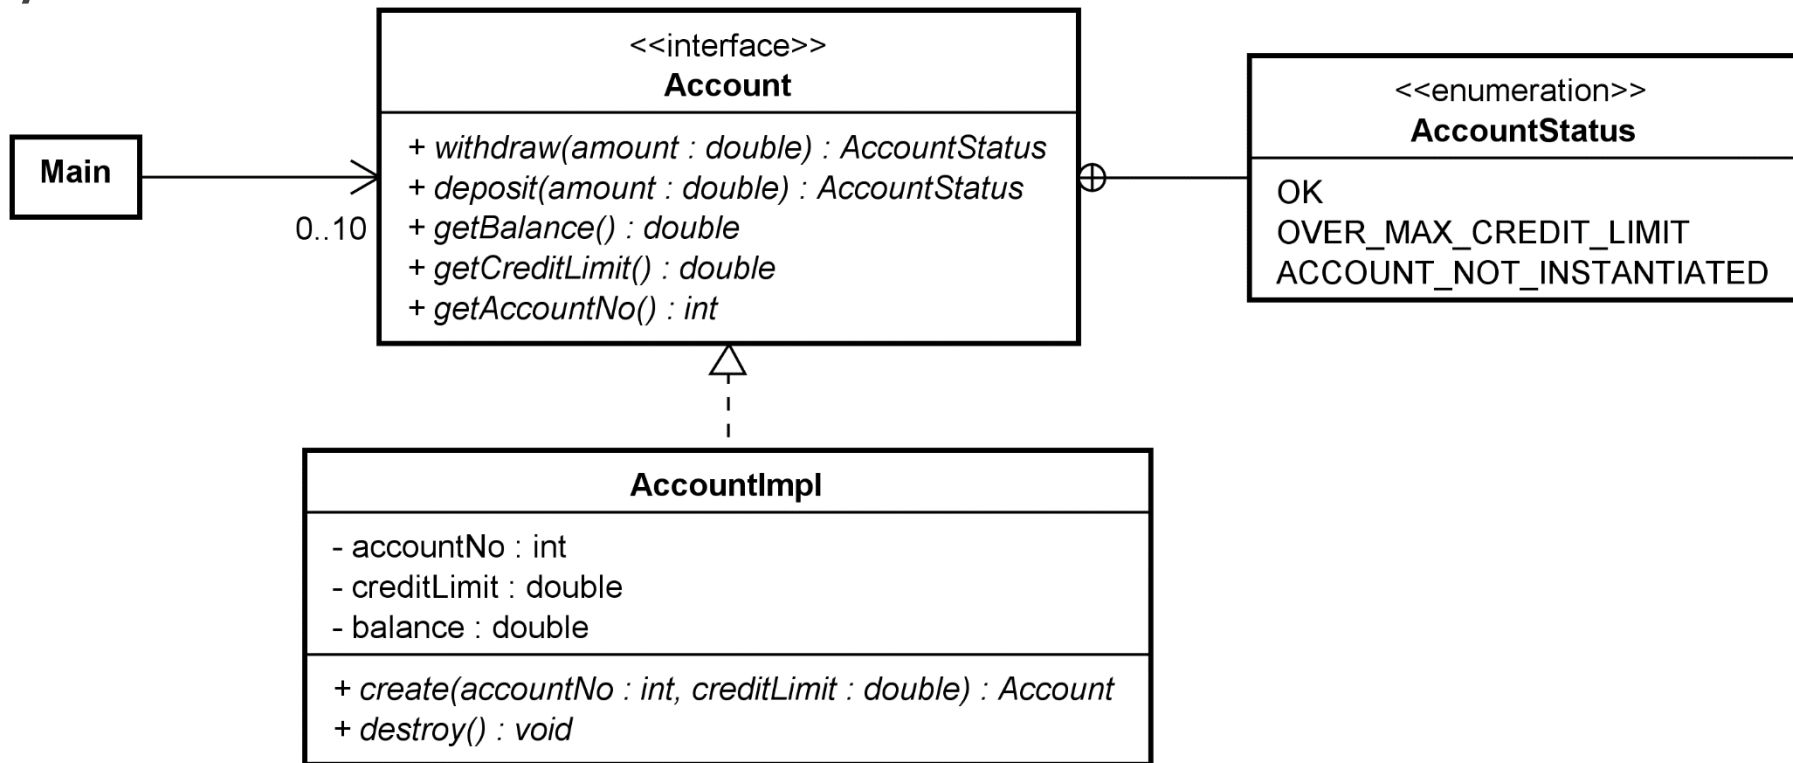 Main
0..10
<<interface>>
Account
+ withdraw(amount : double) : AccountStatus
+ deposit(amount : double) : AccountStatus
+ getBalance() : double
+ getCreditLimit() : double
+ getAccountNo() : int
<<enumeration>>
AccountStatus
OK
OVER_MAX_CREDIT_LIMIT
ACCOUNT_NOT_INSTANTIATED
AccountImpl
- accountNo : int
- creditLimit : double
- balance : double
+ create(accountNo : int, creditLimit : double) : Account
+ destroy() : void